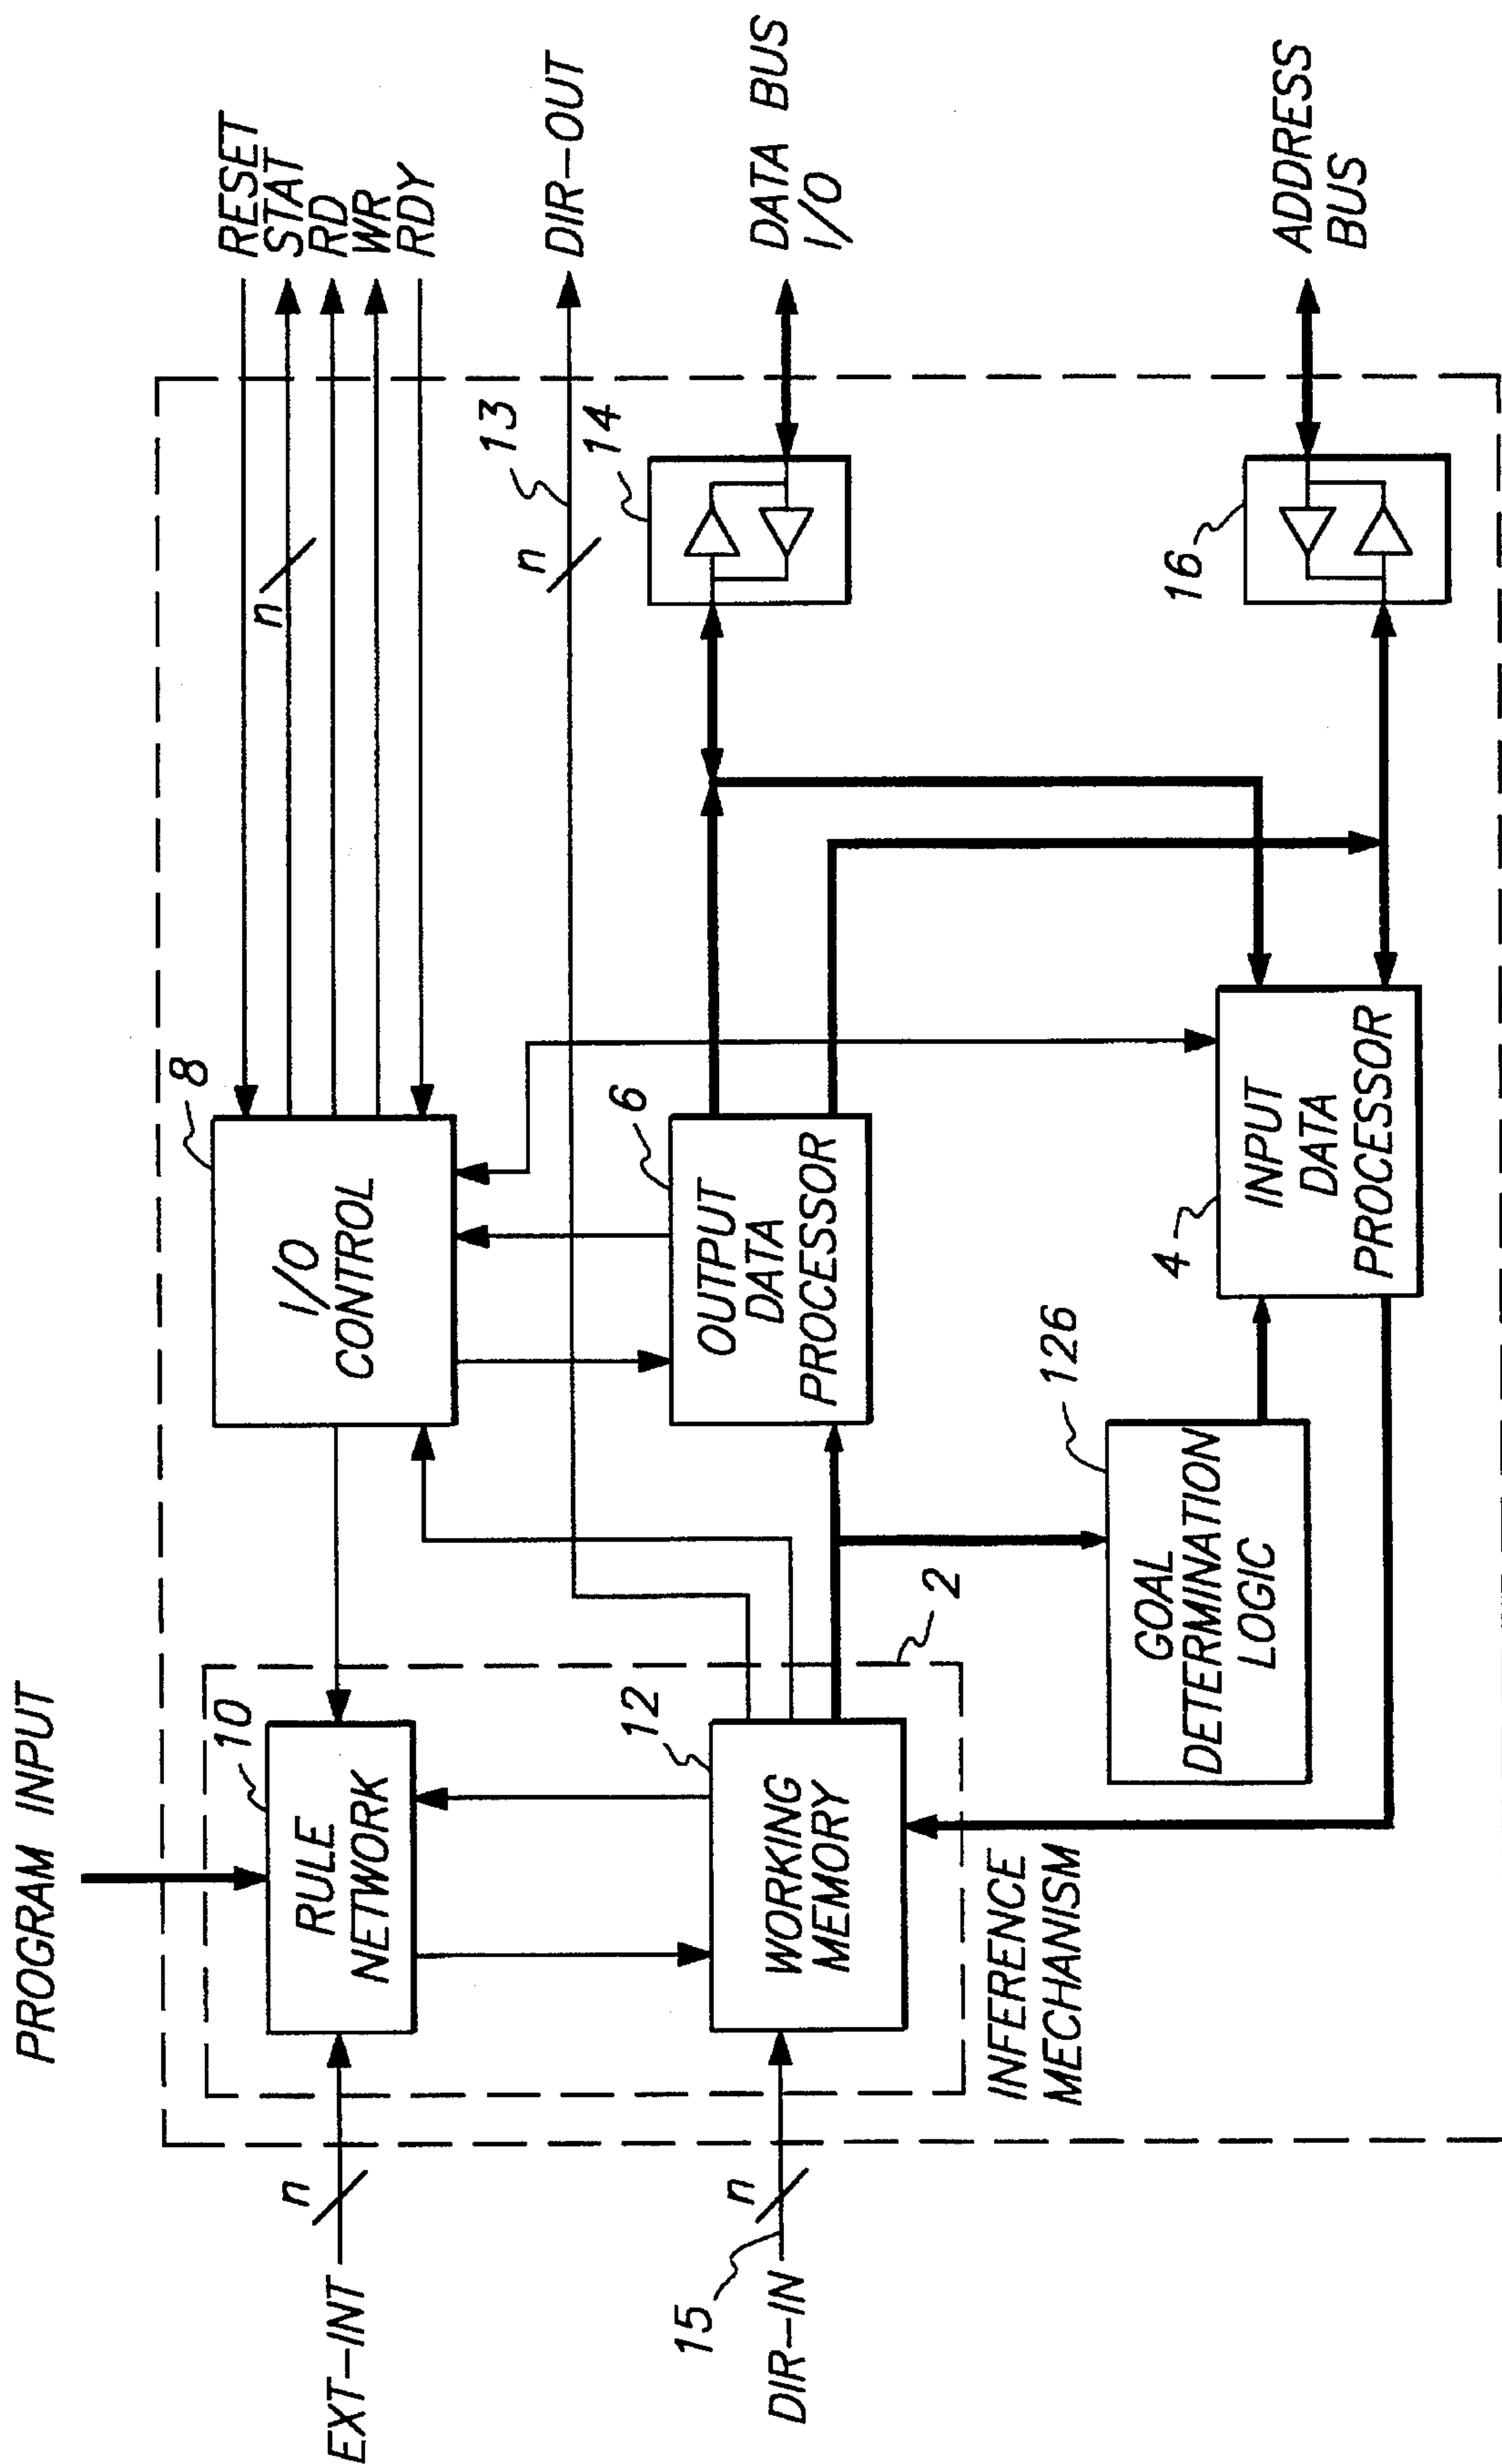 PROGRAM INPUT
EXT-INT
n
DIR-IN
15
n
10
RULE
NETWORK
12
WORKING
MEMORY
INFERENCE
MECHANISM
2
8
I/O
CONTROL
RESET
STAT
RD
WR
RDY
n
13
n
DIR-OUT
6
OUTPUT
DATA
PROCESSOR
14
DATA BUS
I/O
126
GOAL
DETERMINATION
LOGIC
4
INPUT
DATA
PROCESSOR
16
ADDRESS
BUS